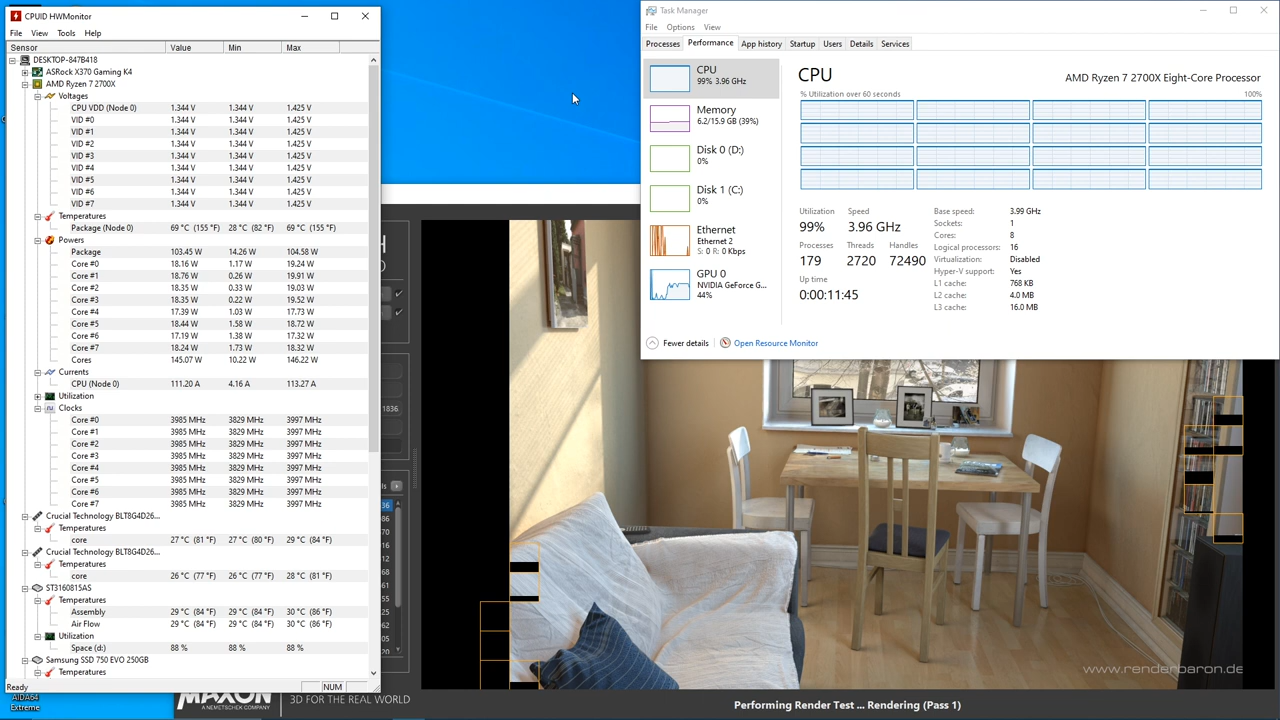 CPUID HWMonitor
File View Tools Help
Sensor Value Min Max
DESKTOP-847B418
ASRock X370 Gaming K4
AMD Ryzen 7 2700X
Voltages
CPU VDD (Node 0) 1.344 V 1.344 V 1.425 V
VID #0 1.344 V 1.344 V 1.425 V
VID #1 1.344 V 1.344 V 1.425 V
VID #2 1.344 V 1.344 V 1.425 V
VID #3 1.344 V 1.344 V 1.425 V
VID #4 1.344 V 1.344 V 1.425 V
VID #5 1.344 V 1.344 V 1.425 V
VID #6 1.344 V 1.344 V 1.425 V
VID #7 1.344 V 1.344 V 1.425 V
Temperatures
Package (Node 0) 69 °C (155 °F) 28 °C (82 °F) 69 °C (155 °F)
Powers
Package 103.45 W 14.26 W 104.58 W
Core #0 18.16 W 1.17 W 19.24 W
Core #1 18.76 W 0.26 W 19.91 W
Core #2 18.35 W 0.33 W 19.03 W
Core #3 18.35 W 0.22 W 19.52 W
Core #4 17.39 W 1.03 W 17.73 W
Core #5 18.44 W 1.58 W 18.72 W
Core #6 17.19 W 1.38 W 17.32 W
Core #7 18.24 W 1.73 W 18.32 W
Cores 145.07 W 10.22 W 146.22 W
Currents
CPU (Node 0) 111.20 A 4.16 A 113.27 A
Utilization
Clocks
Core #0 3985 MHz 3829 MHz 3997 MHz
Core #1 3985 MHz 3829 MHz 3997 MHz
Core #2 3985 MHz 3829 MHz 3997 MHz
Core #3 3985 MHz 3829 MHz 3997 MHz
Core #4 3985 MHz 3829 MHz 3997 MHz
Core #5 3985 MHz 3829 MHz 3997 MHz
Core #6 3985 MHz 3829 MHz 3997 MHz
Core #7 3985 MHz 3829 MHz 3997 MHz
Crucial Technology BLT8G4D26...
Temperatures
core 27 °C (81 °F) 27 °C (80 °F) 29 °C (84 °F)
Crucial Technology BLT8G4D26...
Temperatures
core 26 °C (77 °F) 26 °C (77 °F) 28 °C (81 °F)
ST3160815AS
Temperatures
Assembly 29 °C (84 °F) 29 °C (84 °F) 30 °C (86 °F)
Air Flow 29 °C (84 °F) 29 °C (84 °F) 30 °C (86 °F)
Utilization
Space (d:) 88 % 88 % 88 %
Samsung SSD 750 EVO 250GB
Temperatures
Ready NUM
AIDA64
Extreme
Task Manager
File Options View
Processes Performance App history Startup Users Details Services
CPU
99% 3.96 GHz
Memory
6.2/15.9 GB (39%)
Disk 0 (D:)
0%
Disk 1 (C:)
0%
Ethernet
Ethernet 2
S: 0 R: 0 Kbps
GPU 0
NVIDIA GeForce G...
44%
CPU AMD Ryzen 7 2700X Eight-Core Processor
% Utilization over 60 seconds 100%
Utilization Speed
99% 3.96 GHz
Processes Threads Handles
179 2720 72490
Up time
0:00:11:45
Base speed: 3.99 GHz
Sockets: 1
Cores: 8
Logical processors: 16
Virtualization: Disabled
Hyper-V support: Yes
L1 cache: 768 KB
L2 cache: 4.0 MB
L3 cache: 16.0 MB
Fewer details Open Resource Monitor
1836
www.renderbaron.de
MAXON
A NEMETSCHEK COMPANY
3D FOR THE REAL WORLD
Performing Render Test ... Rendering (Pass 1)